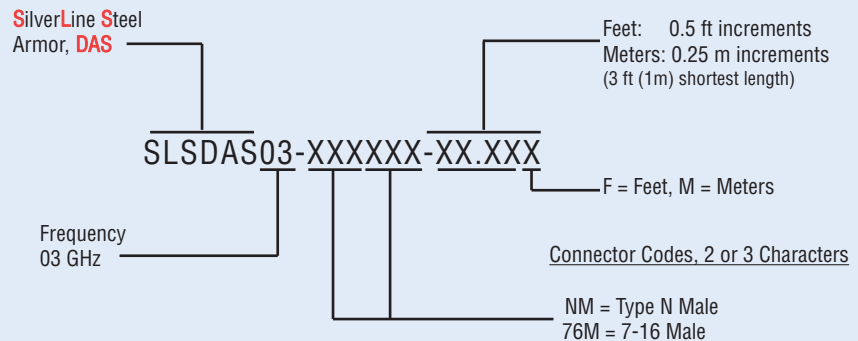 SilverLine Steel
Armor, DAS
Feet: 0.5 ft increments
Meters: 0.25 m increments
(3 ft (1m) shortest length)
SLSDAS03-XXXXXX-XX.XXX
F = Feet, M = Meters
Frequency
03 GHz
Connector Codes, 2 or 3 Characters
NM = Type N Male
76M = 7-16 Male